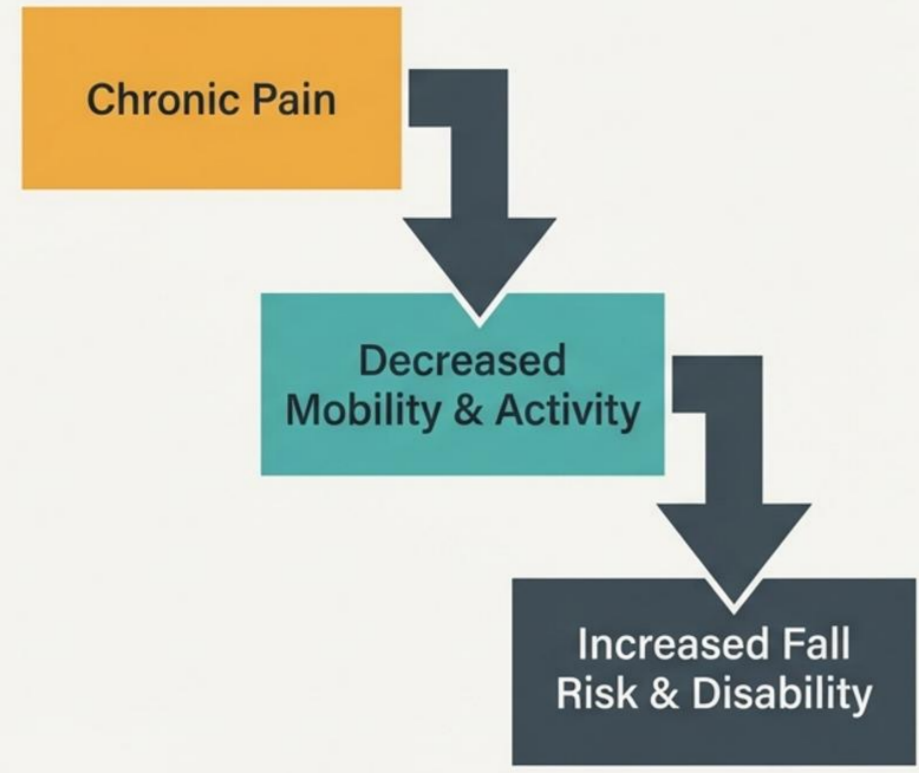 Chronic Pain
Decreased
Mobility & Activity
Increased Fall
Risk & Disability